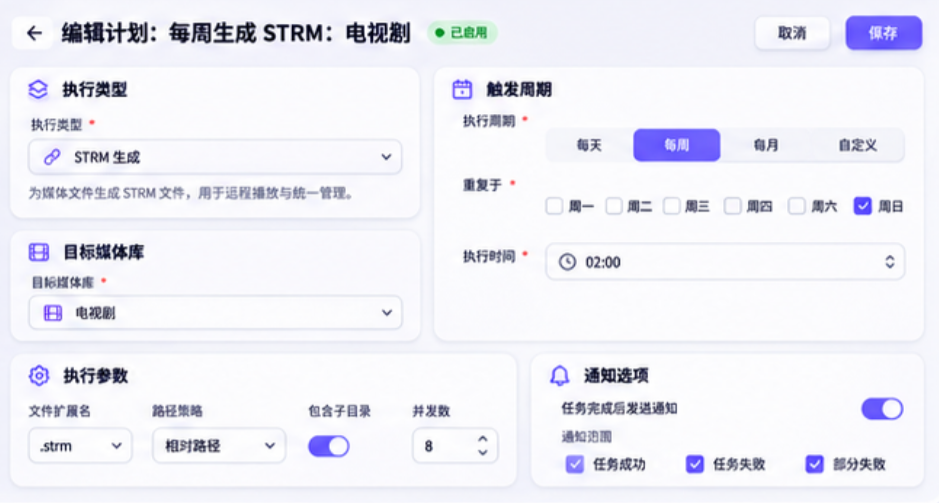 编辑计划：每周生成 STRM：电视剧
已启用
取消
保存
执行类型
执行类型 *
STRM 生成
为媒体文件生成 STRM 文件，用于远程播放与统一管理。
目标媒体库
目标媒体库 *
电视剧
触发周期
执行周期 *
每天 每周 每月 自定义
重复于 *
周一 周二 周三 周四 周六 周日
执行时间 *
02:00
执行参数
文件扩展名 路径策略 包含子目录 并发数
.strm 相对路径 8
通知选项
任务完成后发送通知
通知范围
任务成功 任务失败 部分失败